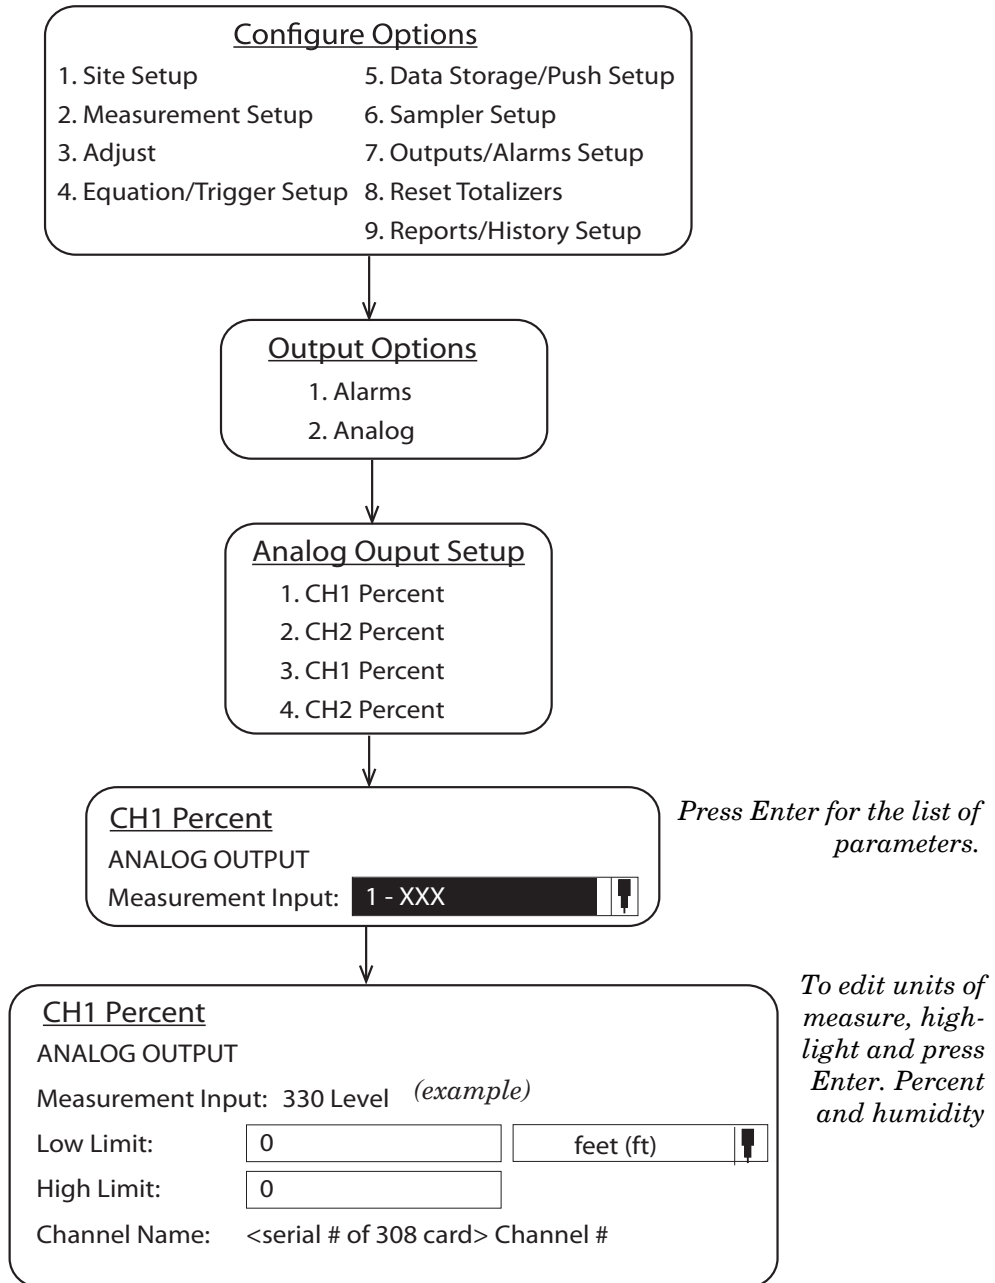 Configure Options
1. Site Setup
2. Measurement Setup
3. Adjust
4. Equation/Trigger Setup
5. Data Storage/Push Setup
6. Sampler Setup
7. Outputs/Alarms Setup
8. Reset Totalizers
9. Reports/History Setup
Output Options
1. Alarms
2. Analog
Analog Ouput Setup
1. CH1 Percent
2. CH2 Percent
3. CH1 Percent
4. CH2 Percent
CH1 Percent
ANALOG OUTPUT
Measurement Input: 1 - XXX
Press Enter for the list of
parameters.
CH1 Percent
ANALOG OUTPUT
Measurement Input: 330 Level (example)
Low Limit: 0 feet (ft)
High Limit: 0
Channel Name: <serial # of 308 card> Channel #
To edit units of
measure, high-
light and press
Enter. Percent
and humidity